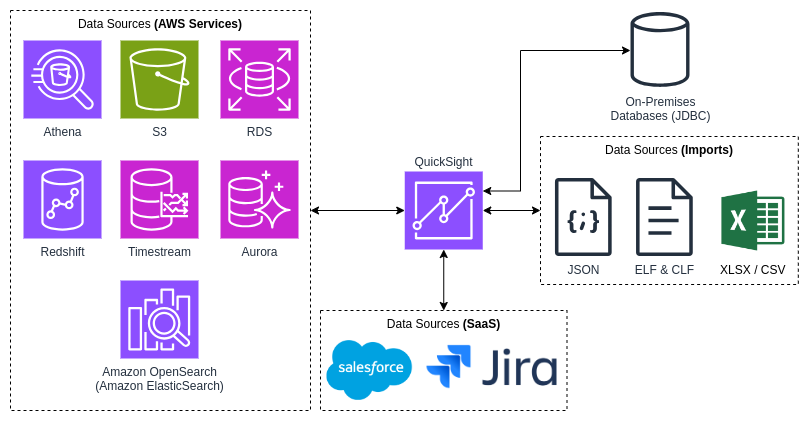 Data Sources (AWS Services)
Athena
S3
RDS
Redshift
Timestream
Aurora
Amazon OpenSearch
(Amazon ElasticSearch)
QuickSight
On-Premises
Databases (JDBC)
Data Sources (Imports)
{;}
JSON
ELF & CLF
X
XLSX / CSV
Data Sources (SaaS)
salesforce
Jira